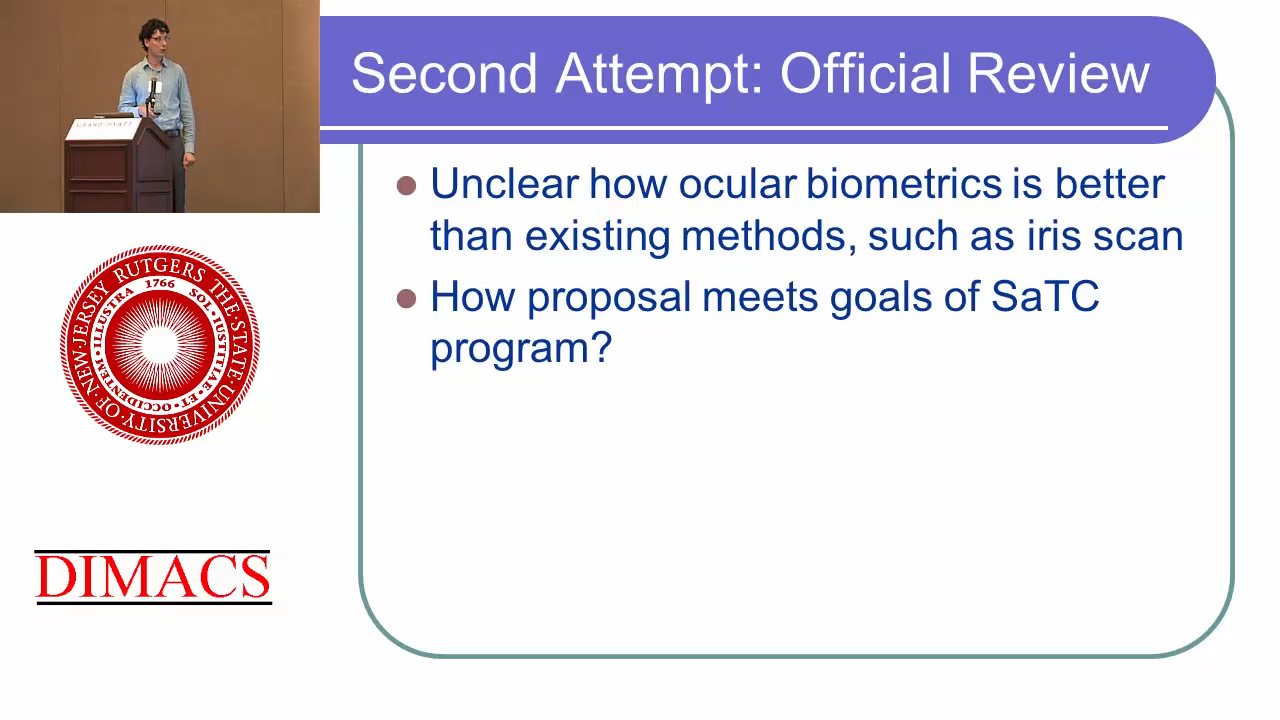 Second Attempt: Official Review
GRAND HYATT
Unclear how ocular biometrics is better
than existing methods, such as iris scan
How proposal meets goals of SaTC
program?
RUTGERS THE STATE UNIVERSITY OF NEW JERSEY
1766
SOL IUSTITIAE ET OCCIDENTEM ILLUSTRA
DIMACS